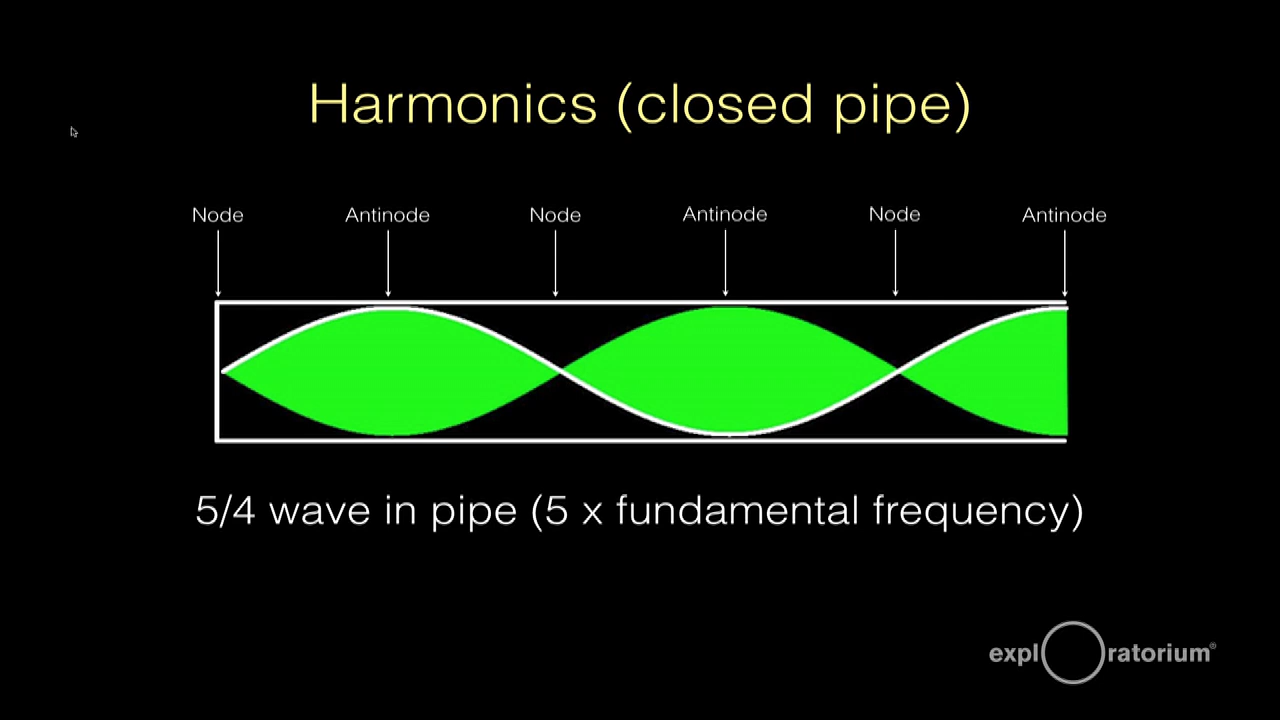 Harmonics (closed pipe)
Node Antinode Node Antinode Node Antinode
5/4 wave in pipe (5 x fundamental frequency)
expl ratorium®